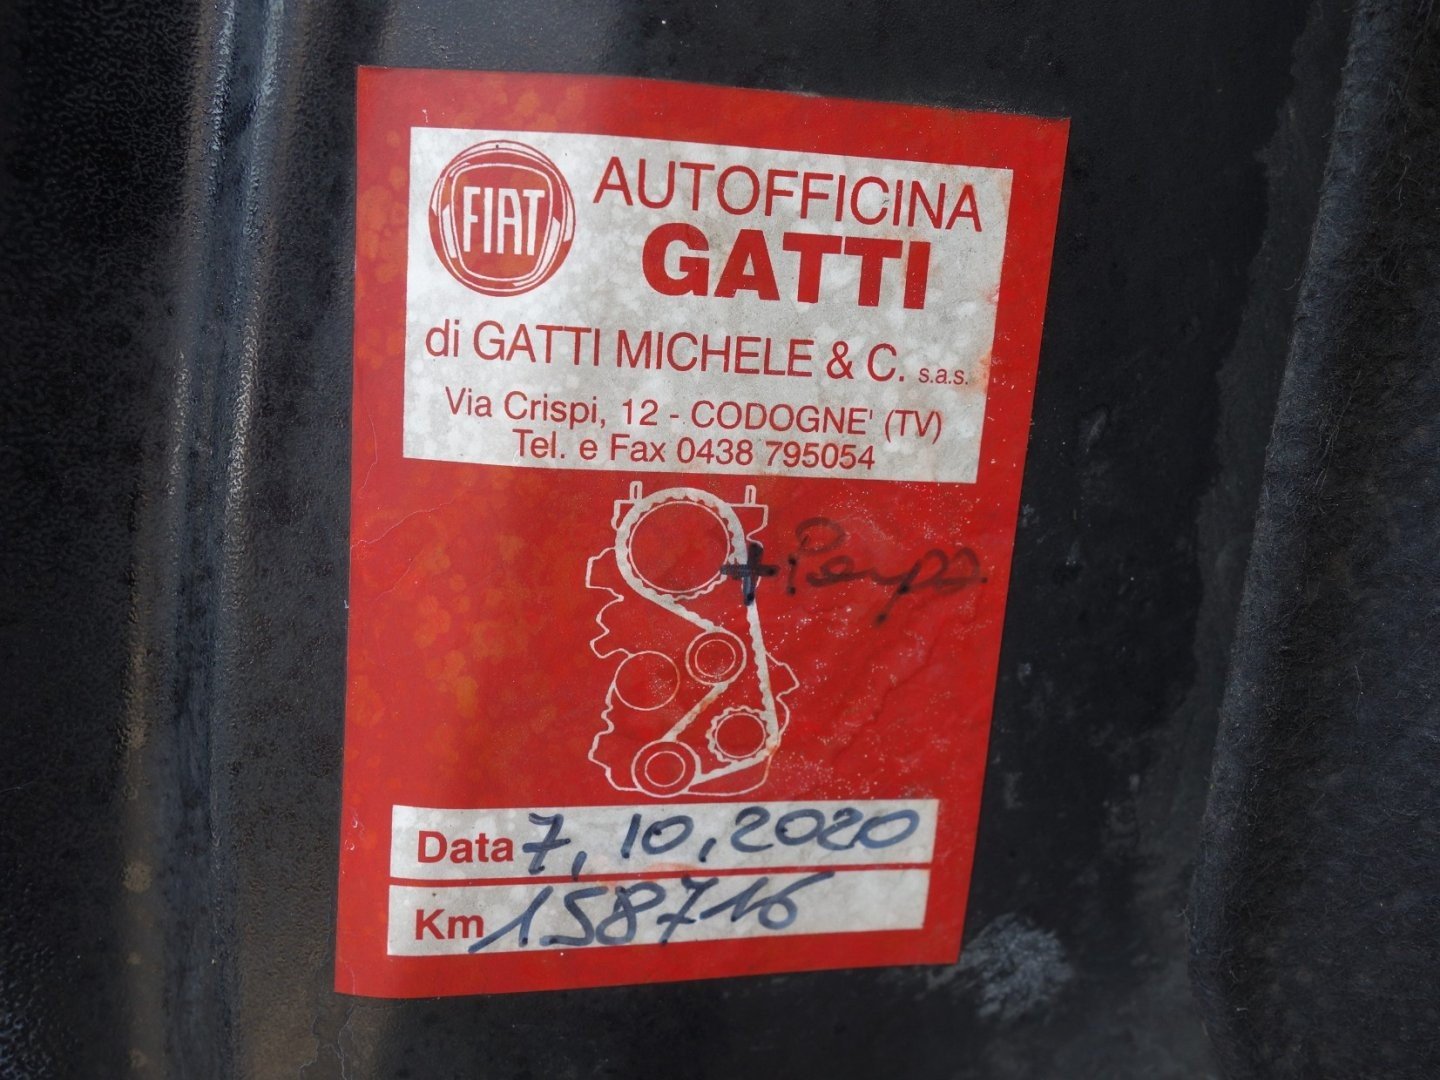 FIAT
AUTOFFICINA
GATTI
di GATTI MICHELE & C. s.a.s.
Via Crispi, 12 - CODOGNE' (TV)
Tel. e Fax 0438 795054
+ Pompa
Data 7,10,2020
Km 158716